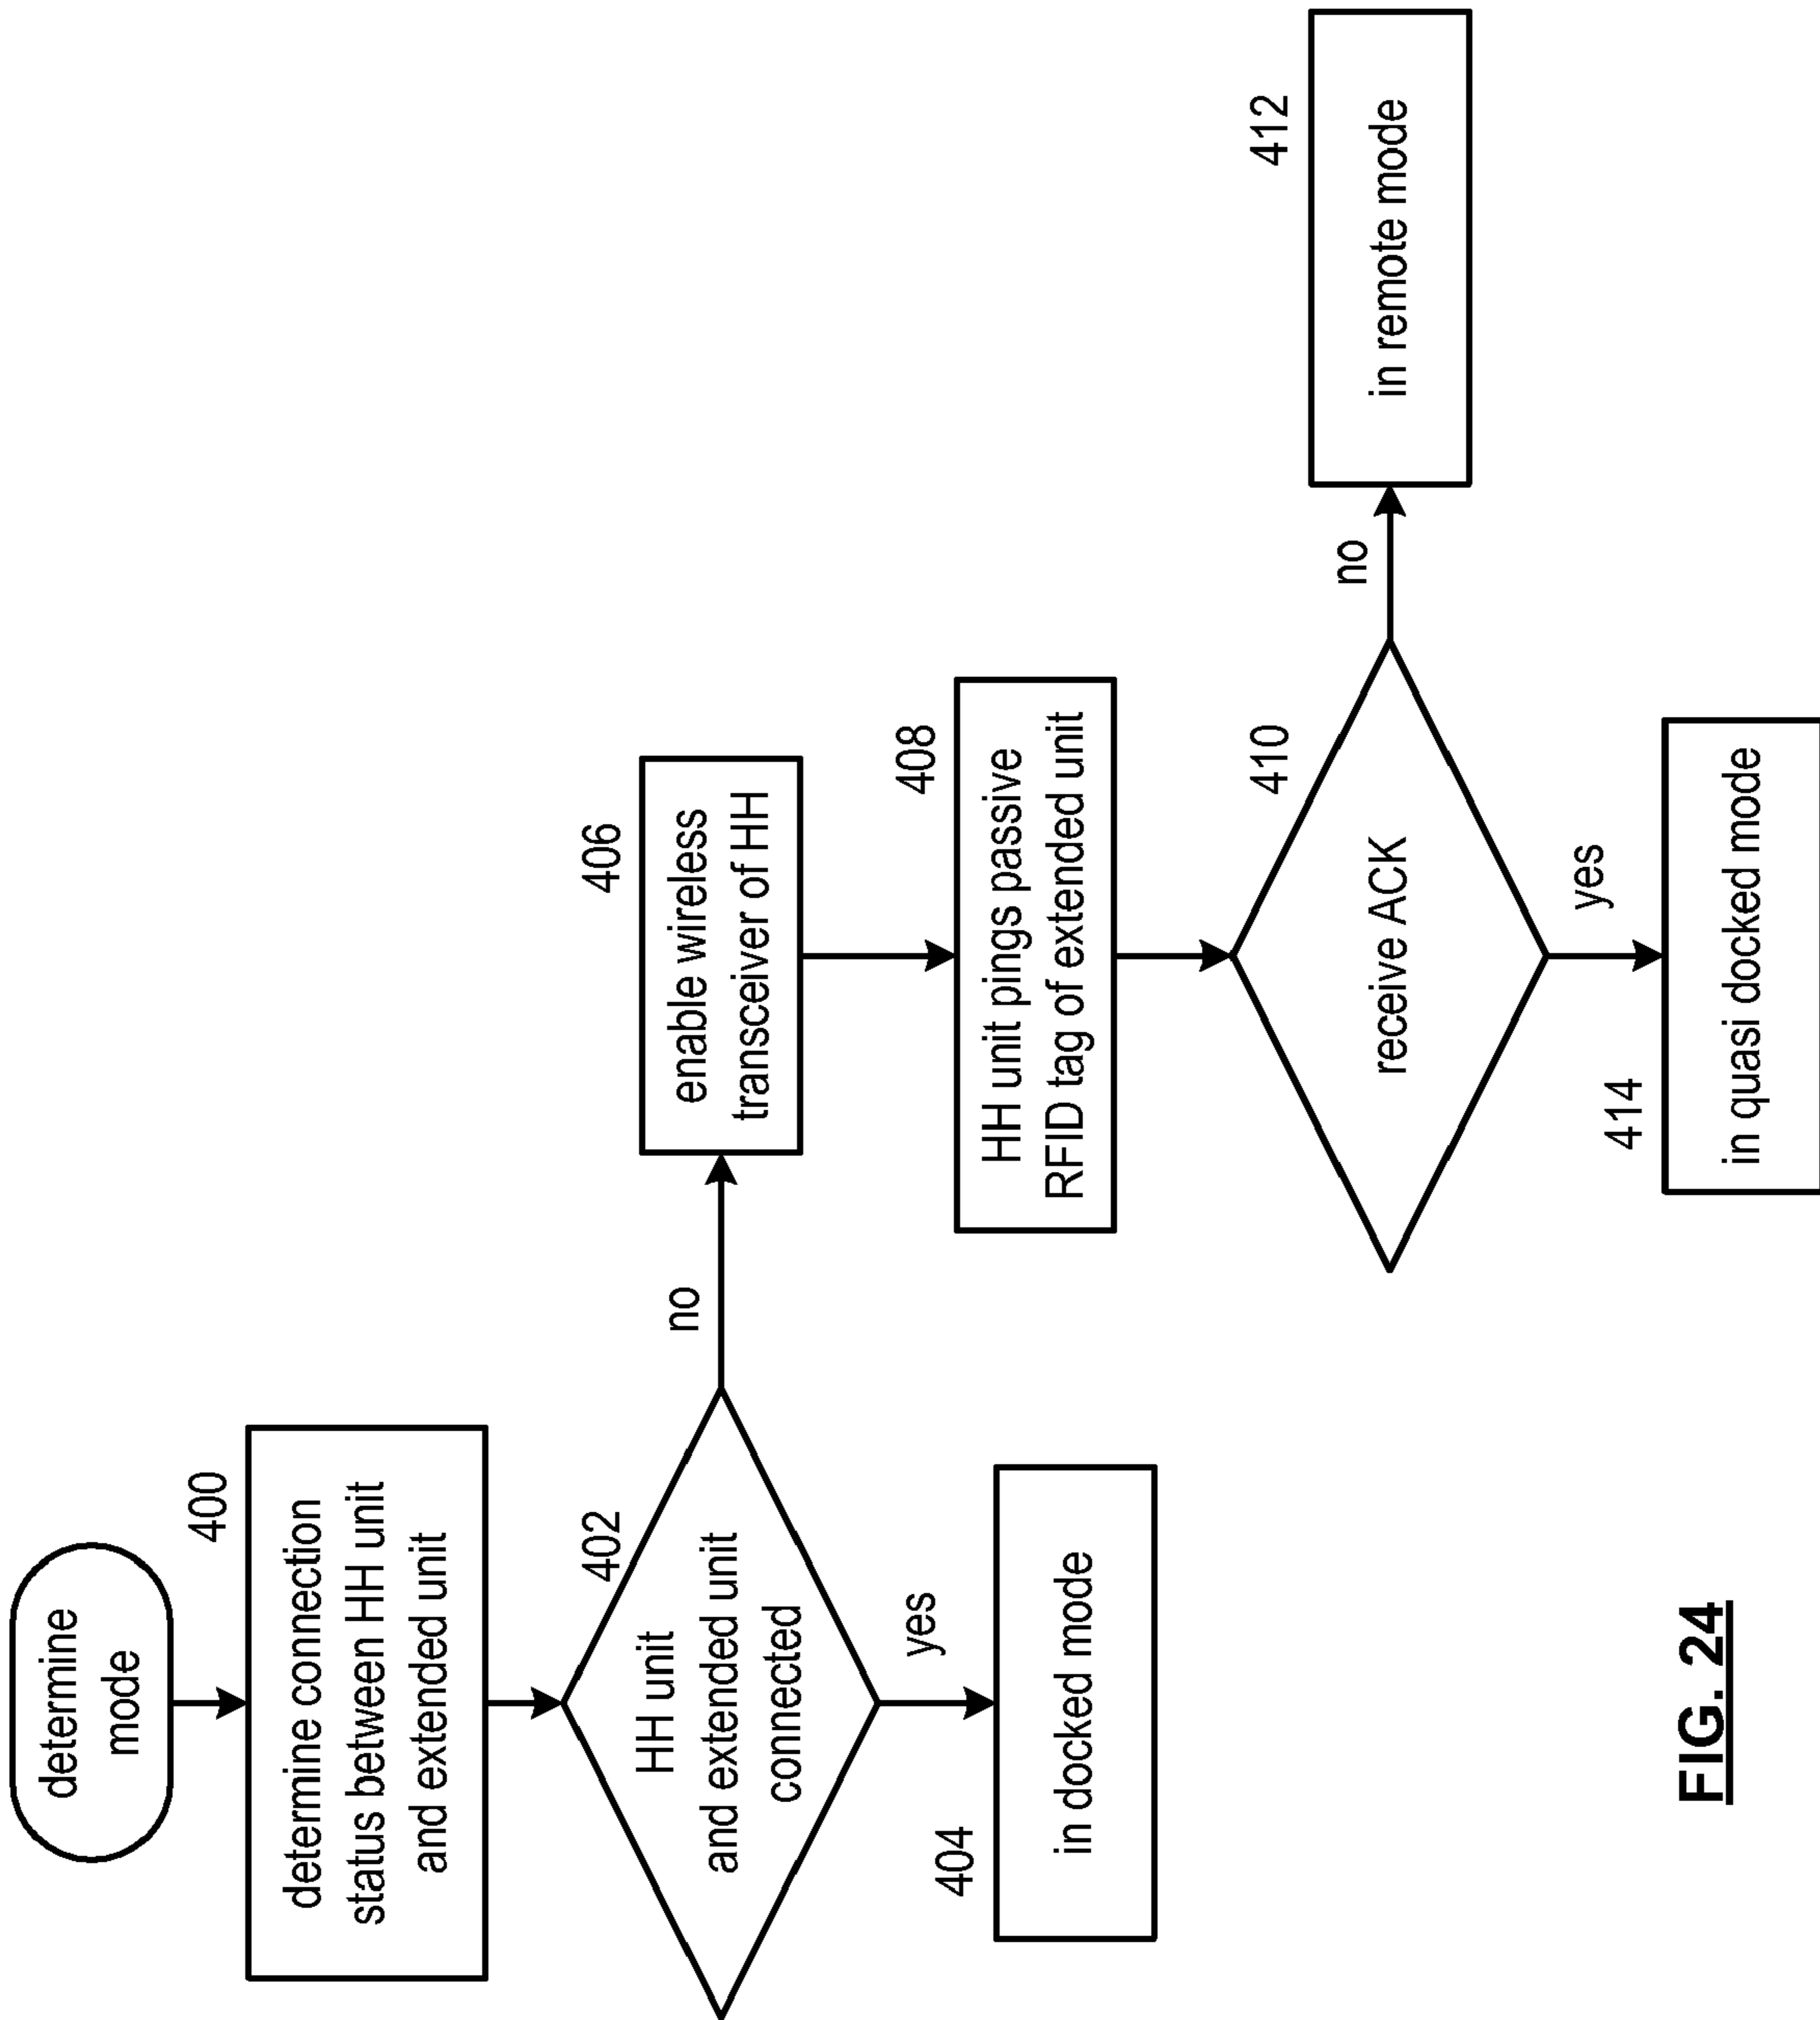 determine
mode
400
determine connection
status between HH unit
and extended unit
402
HH unit
and extended unit
connected
no
yes
404
in docked mode
406
enable wireless
transceiver of HH
408
HH unit pings passive
RFID tag of extended unit
410
receive ACK
no
412
in remote mode
yes
414
in quasi docked mode
FIG. 24